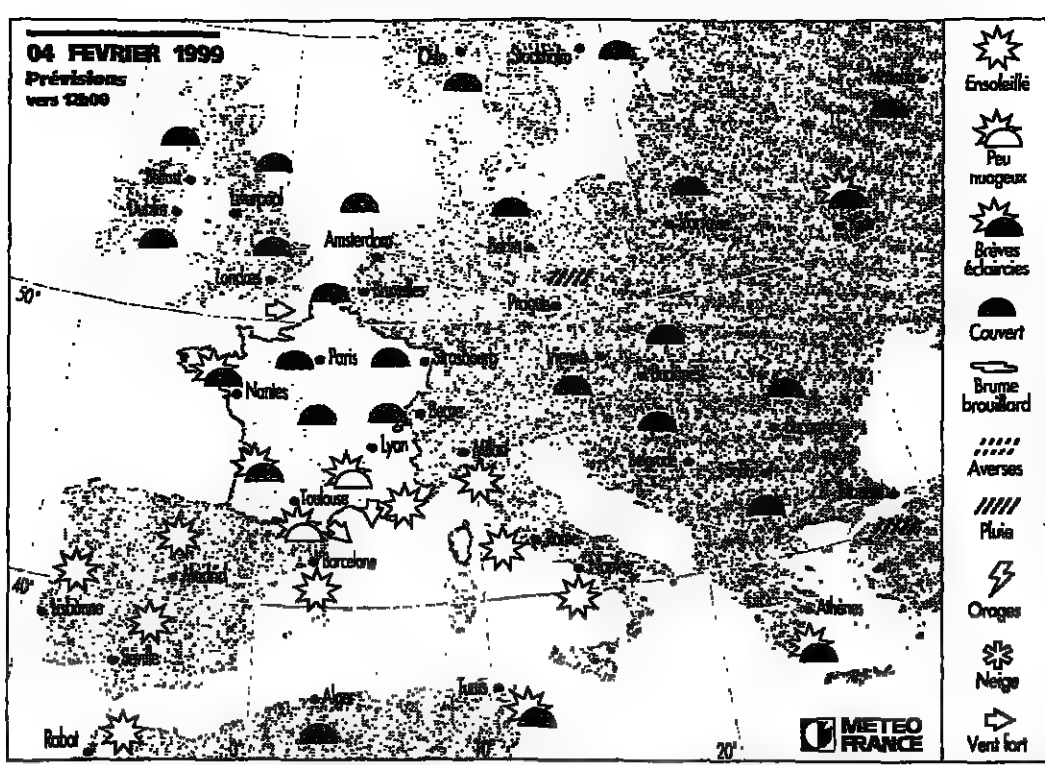 04 FEVRIER 1999
Prévisions
vers 12h00
Oslo
Stockholm
Belfast
Dublin
Liverpool
Amsterdam
Berlin
Londres
Bruxelles
Prague
50°
Paris
Strasbourg
Vienne
Budapest
Nantes
Berne
Bucarest
Lyon
Milan
Belgrade
Toulouse
Rome
Barcelone
Naples
Madrid
40°
Lisbonne
Athènes
Séville
Tunis
Alger
Rabat
0°
10°
20°
METEO
FRANCE
Ensoleillé
Peu
nuageux
Brèves
éclaircies
Couvert
Brume
brouillard
Averses
Pluie
Orages
Neige
Vent fort